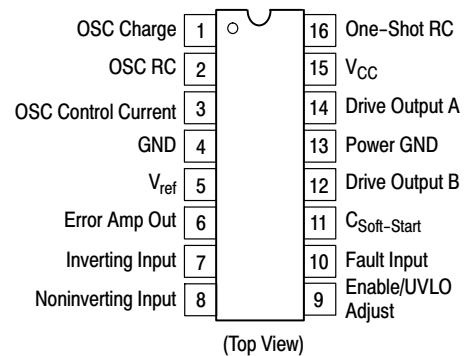 OSC Charge 1 16 One-Shot RC
OSC RC 2 15 VCC
OSC Control Current 3 14 Drive Output A
GND 4 13 Power GND
Vref 5 12 Drive Output B
Error Amp Out 6 11 CSoft-Start
Inverting Input 7 10 Fault Input
Noninverting Input 8 9 Enable/UVLO
Adjust
(Top View)